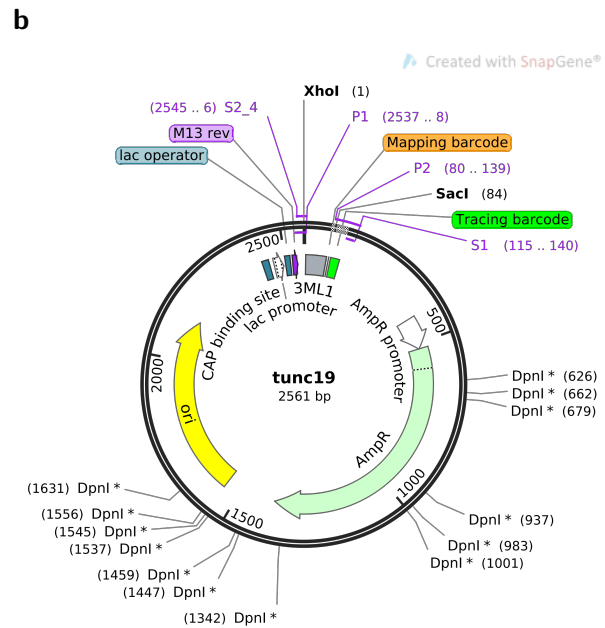 b
Created with SnapGene®
XhoI (1)
(2545 .. 6) S2_4
P1 (2537 .. 8)
M13 rev
Mapping barcode
lac operator
P2 (80 .. 139)
SacI (84)
Tracing barcode
S1 (115 .. 140)
2500
3ML1
lac promoter
CAP binding site
AmpR promoter
500
2000
tunc19
2561 bp
DpnI * (626)
DpnI * (662)
DpnI * (679)
ori
AmpR
1000
1500
(1631) DpnI *
(1556) DpnI *
(1545) DpnI *
(1537) DpnI *
(1459) DpnI *
(1447) DpnI *
(1342) DpnI *
DpnI * (937)
DpnI * (983)
DpnI * (1001)